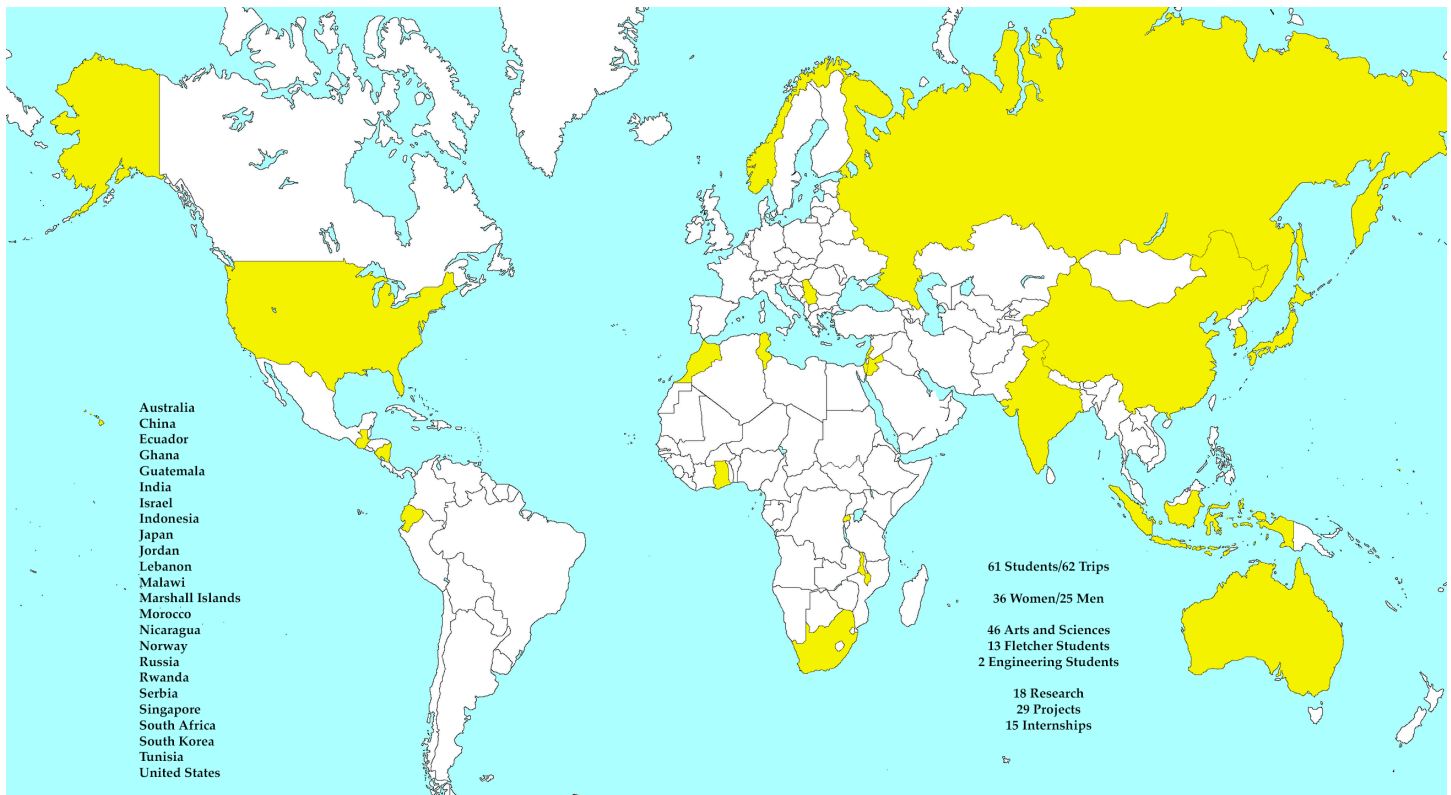 Australia
China
Ecuador
Ghana
Guatemala
India
Israel
Indonesia
Japan
Jordan
Lebanon
Malawi
Marshall Islands
Morocco
Nicaragua
Norway
Russia
Rwanda
Serbia
Singapore
South Africa
South Korea
Tunisia
United States
61 Students/62 Trips
36 Women/25 Men
46 Arts and Sciences
13 Fletcher Students
2 Engineering Students
18 Research
29 Projects
15 Internships